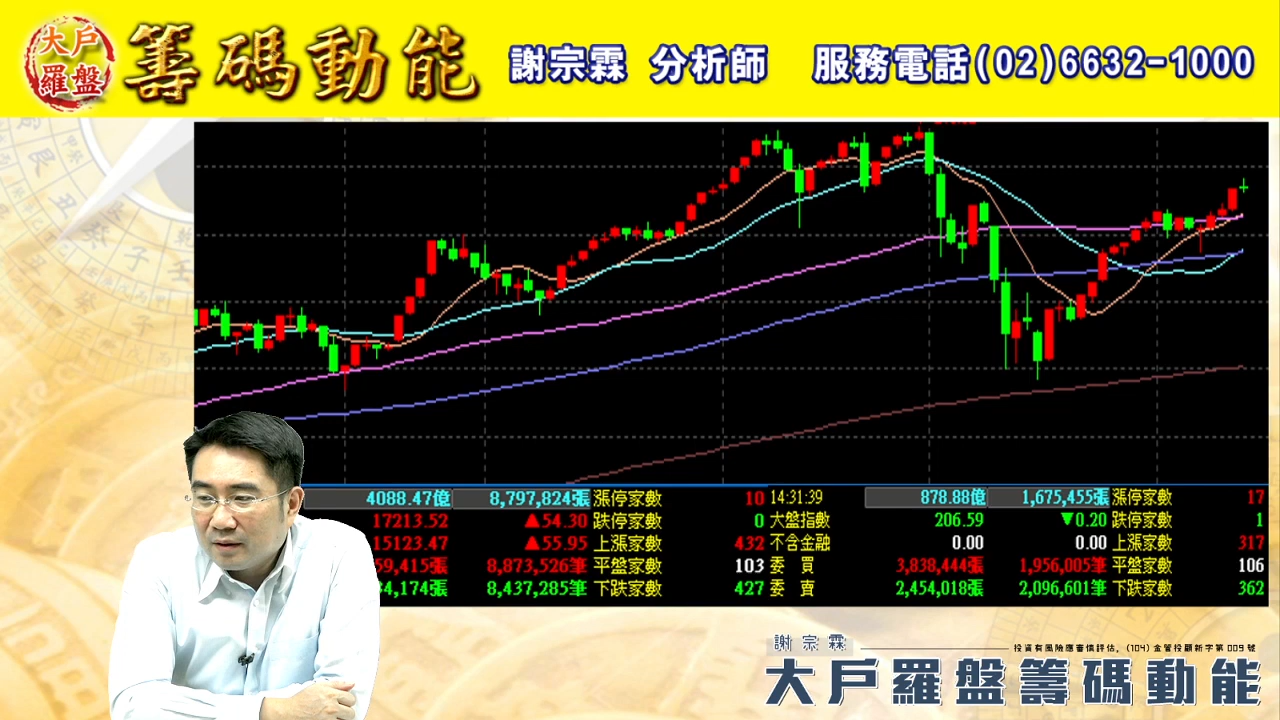 大戶
羅盤
籌碼動能
謝宗霖 分析師 服務電話(02)6632-1000
4088.47億 8,797,824張 漲停家數 10 14:31:39 878.88億 1,675,455張 漲停家數 17
17213.52 ▲54.30 跌停家數 0 大盤指數 206.59 ▼0.20 跌停家數 1
15123.47 ▲55.95 上漲家數 432 不含金融 0.00 0.00 上漲家數 317
59,415張 8,873,526筆 平盤家數 103 委 買 3,838,444張 1,956,005筆 平盤家數 106
34,174張 8,437,285筆 下跌家數 427 委 賣 2,454,018張 2,096,601筆 下跌家數 362
謝宗霖
投資有風險應審慎評估。(104)金管投顧新字第009號
大戶羅盤籌碼動能